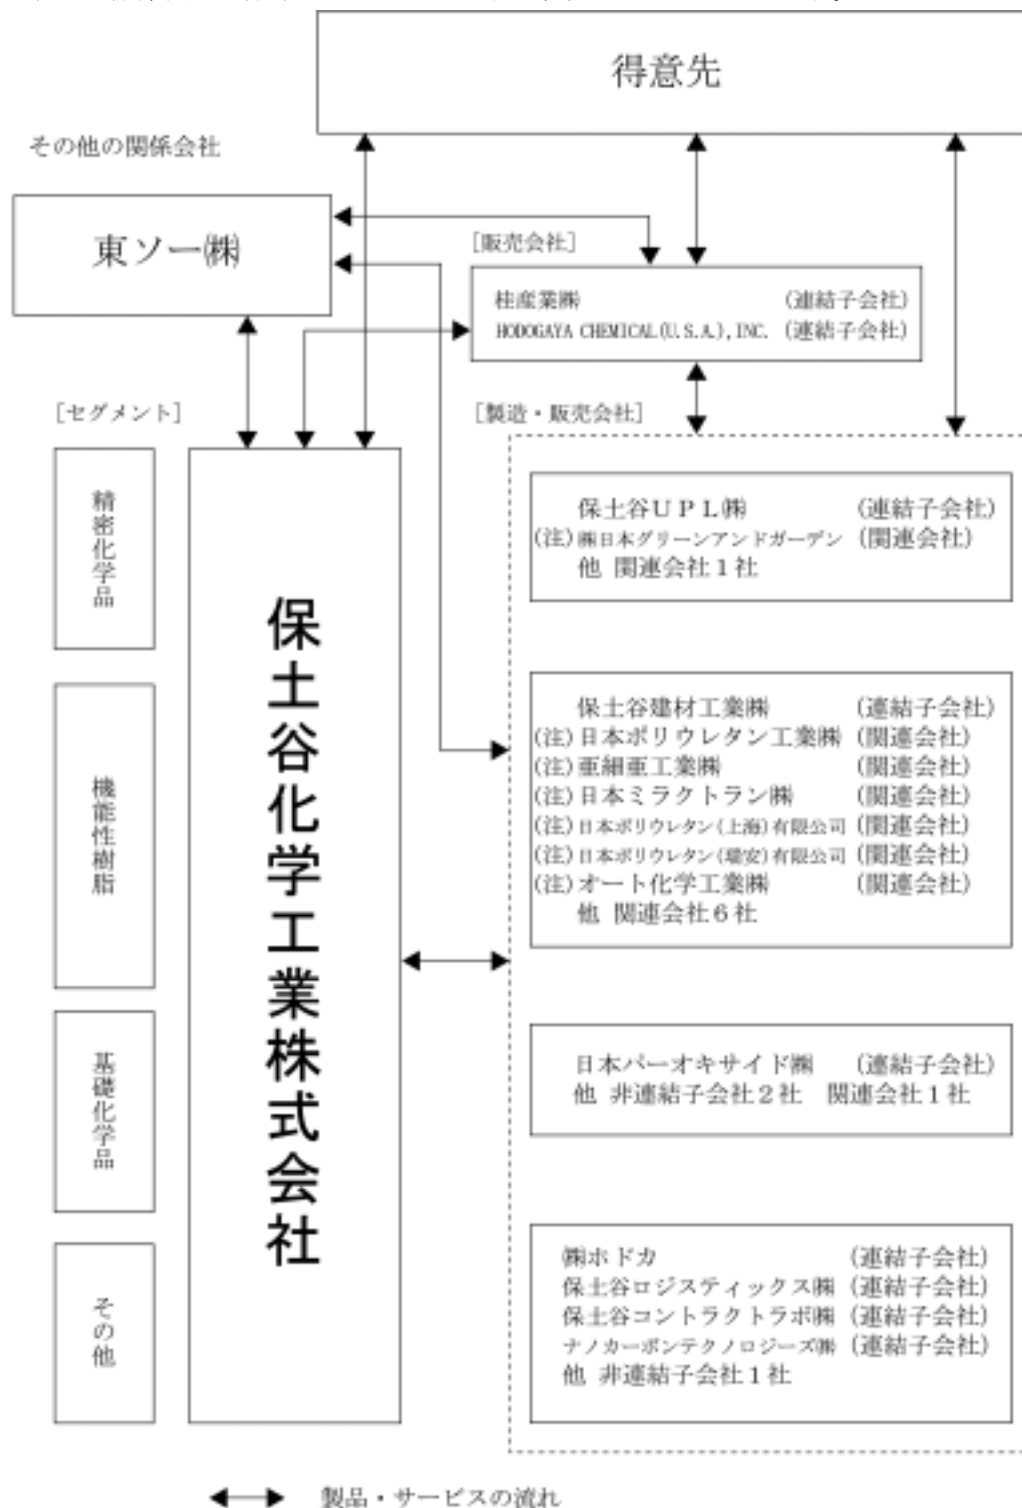 得意先
その他の関係会社
東ソー㈱
[販売会社]
桂産業㈱ (連結子会社)
HODOGAYA CHEMICAL(U.S.A.), INC. (連結子会社)
[セグメント]
[製造・販売会社]
精密化学品
保土谷UPL㈱ (連結子会社)
(注)㈱日本グリーンアンドガーデン (関連会社)
他 関連会社1社
保土谷化学工業株式会社
機能性樹脂
保土谷建材工業㈱ (連結子会社)
(注)日本ポリウレタン工業㈱ (関連会社)
(注)亜細亜工業㈱ (関連会社)
(注)日本ミラクトラン㈱ (関連会社)
(注)日本ポリウレタン(上海)有限公司 (関連会社)
(注)日本ポリウレタン(瑞安)有限公司 (関連会社)
(注)オート化学工業㈱ (関連会社)
他 関連会社6社
基礎化学品
日本パーオキサイド㈱ (連結子会社)
他 非連結子会社2社 関連会社1社
その他
㈱ホドカ (連結子会社)
保土谷ロジスティックス㈱ (連結子会社)
保土谷コントラクトラボ㈱ (連結子会社)
ナノカーボンテクノロジーズ㈱ (連結子会社)
他 非連結子会社1社
製品・サービスの流れ